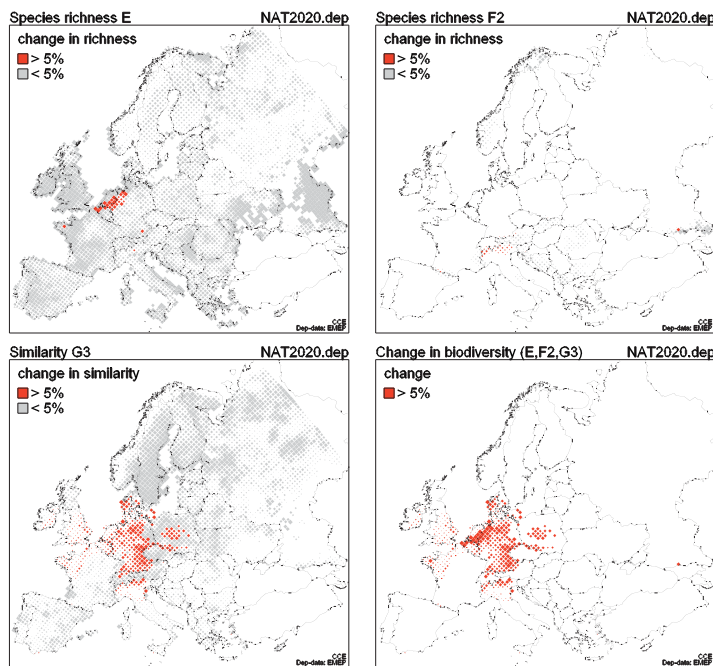 Species richness E NAT2020.dep
change in richness
> 5%
< 5%
CCE
Dep-data: EMEP
Species richness F2 NAT2020.dep
change in richness
> 5%
< 5%
CCE
Dep-data: EMEP
Similarity G3 NAT2020.dep
change in similarity
> 5%
< 5%
CCE
Dep-data: EMEP
Change in biodiversity (E,F2,G3) NAT2020.dep
change
> 5%
CCE
Dep-data: EMEP